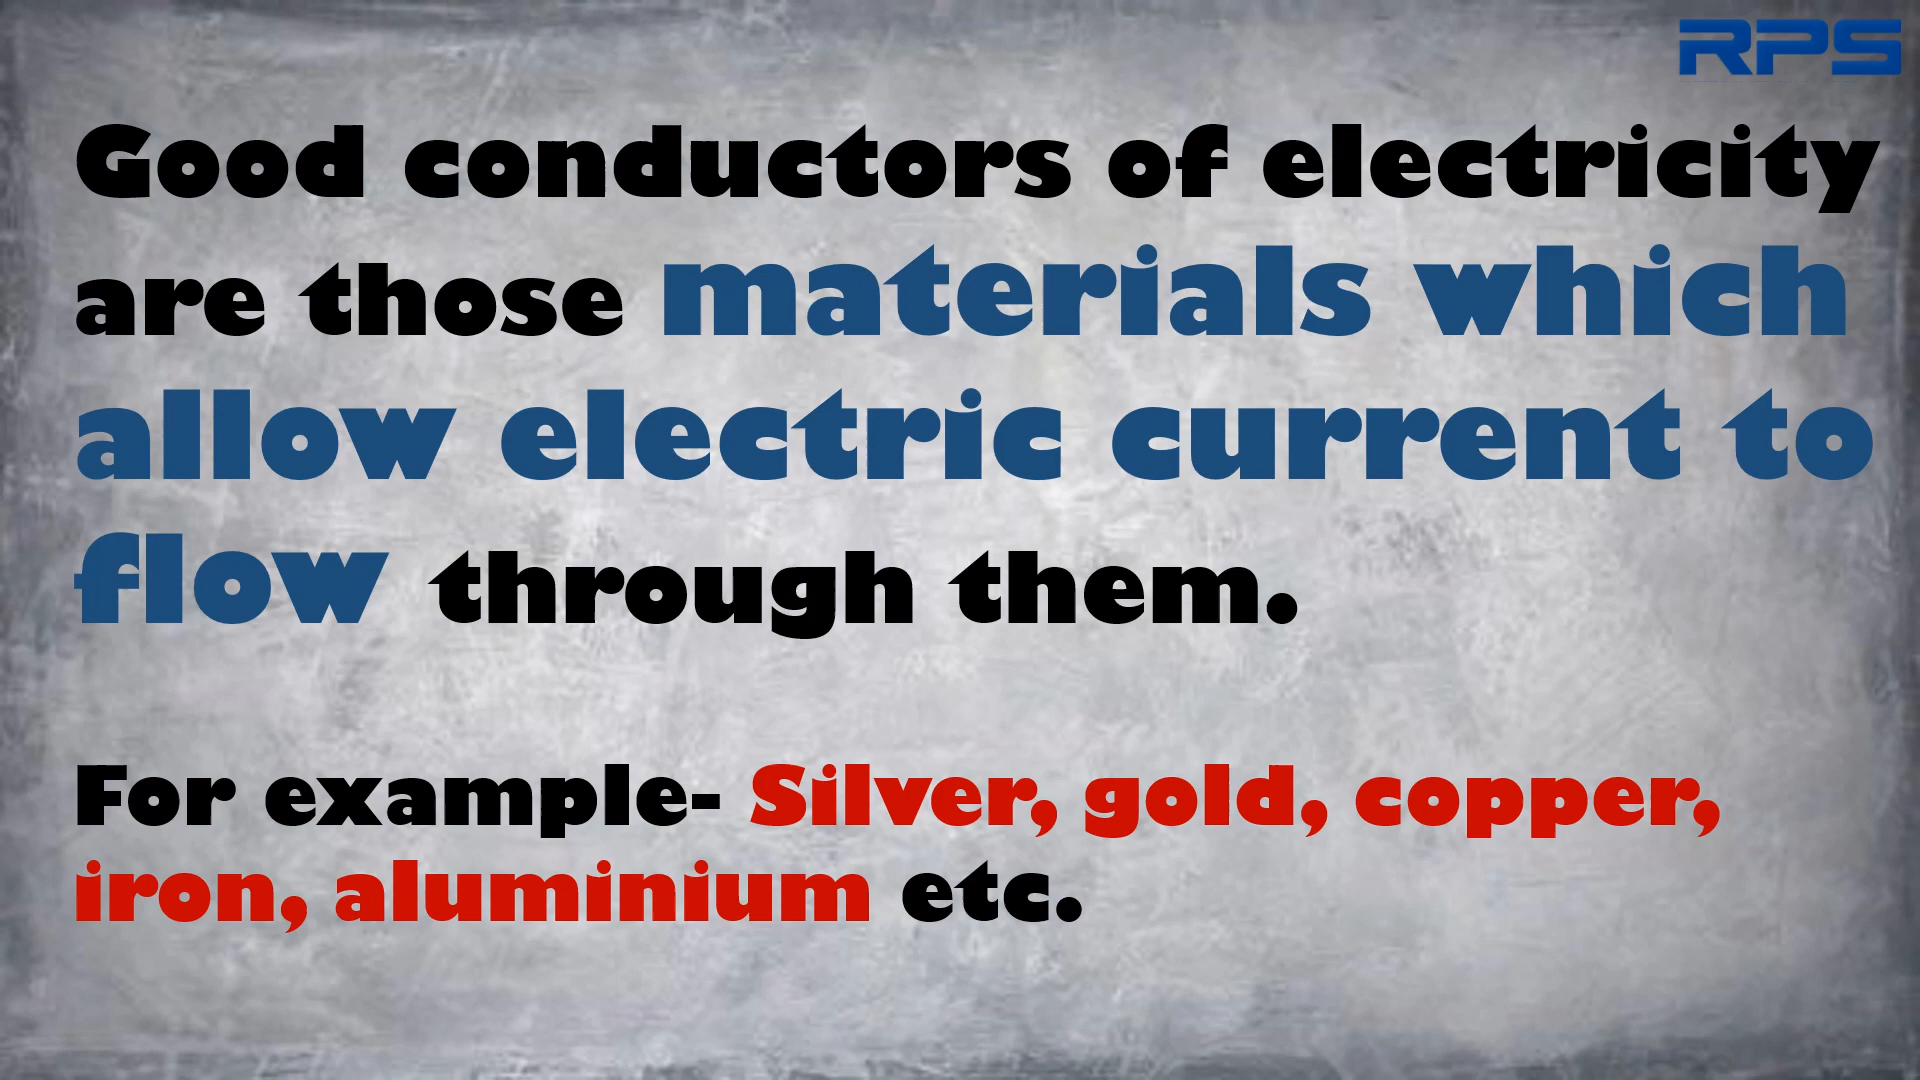 RPS
Good conductors of electricity
are those materials which
allow electric current to
flow through them.
For example- Silver, gold, copper,
iron, aluminium etc.